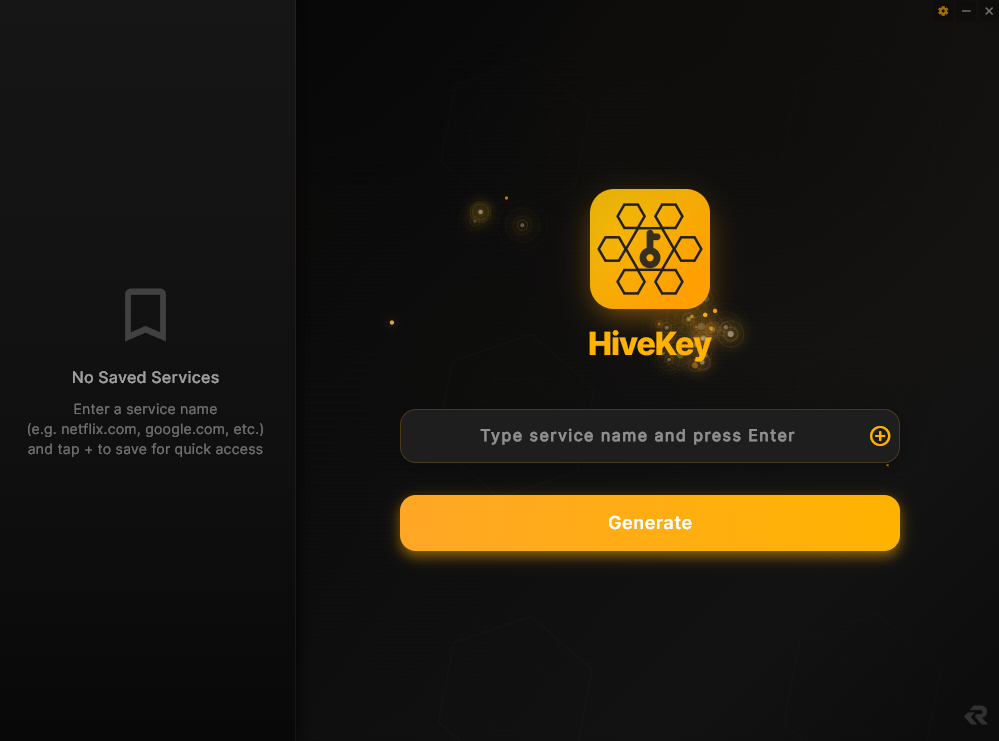 No Saved Services
Enter a service name
(e.g. netflix.com, google.com, etc.)
and tap + to save for quick access
HiveKey
Type service name and press Enter
Generate